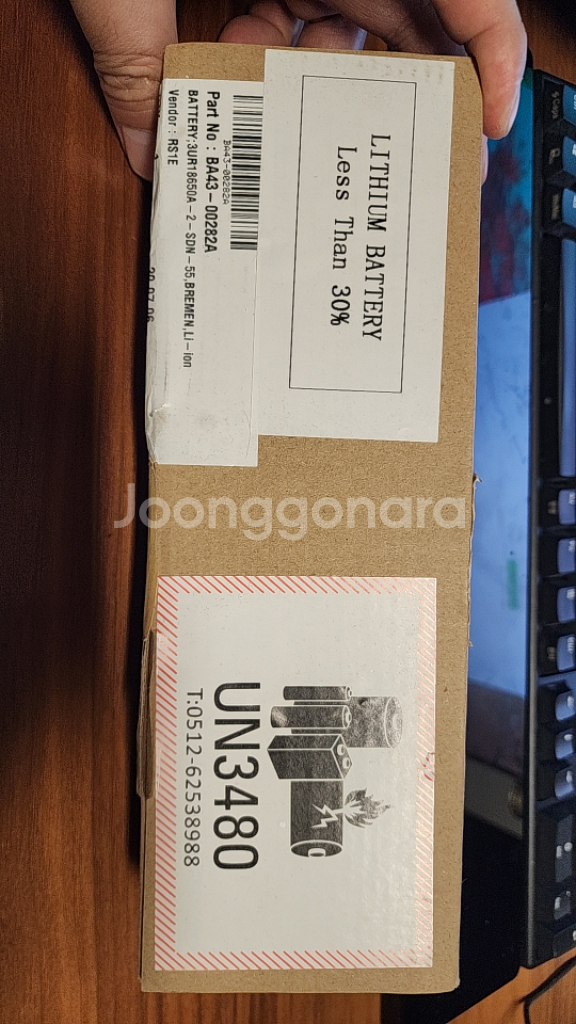 LITHIUM BATTERY
Less Than 30%
BA43-00282A
Part No : BA43-00282A
BATTERY;3UR18650A-2-SDN-55,BREMEN,Li-ion
Vendor : RS1E
Joonggonara
UN3480
T:0512-62538988